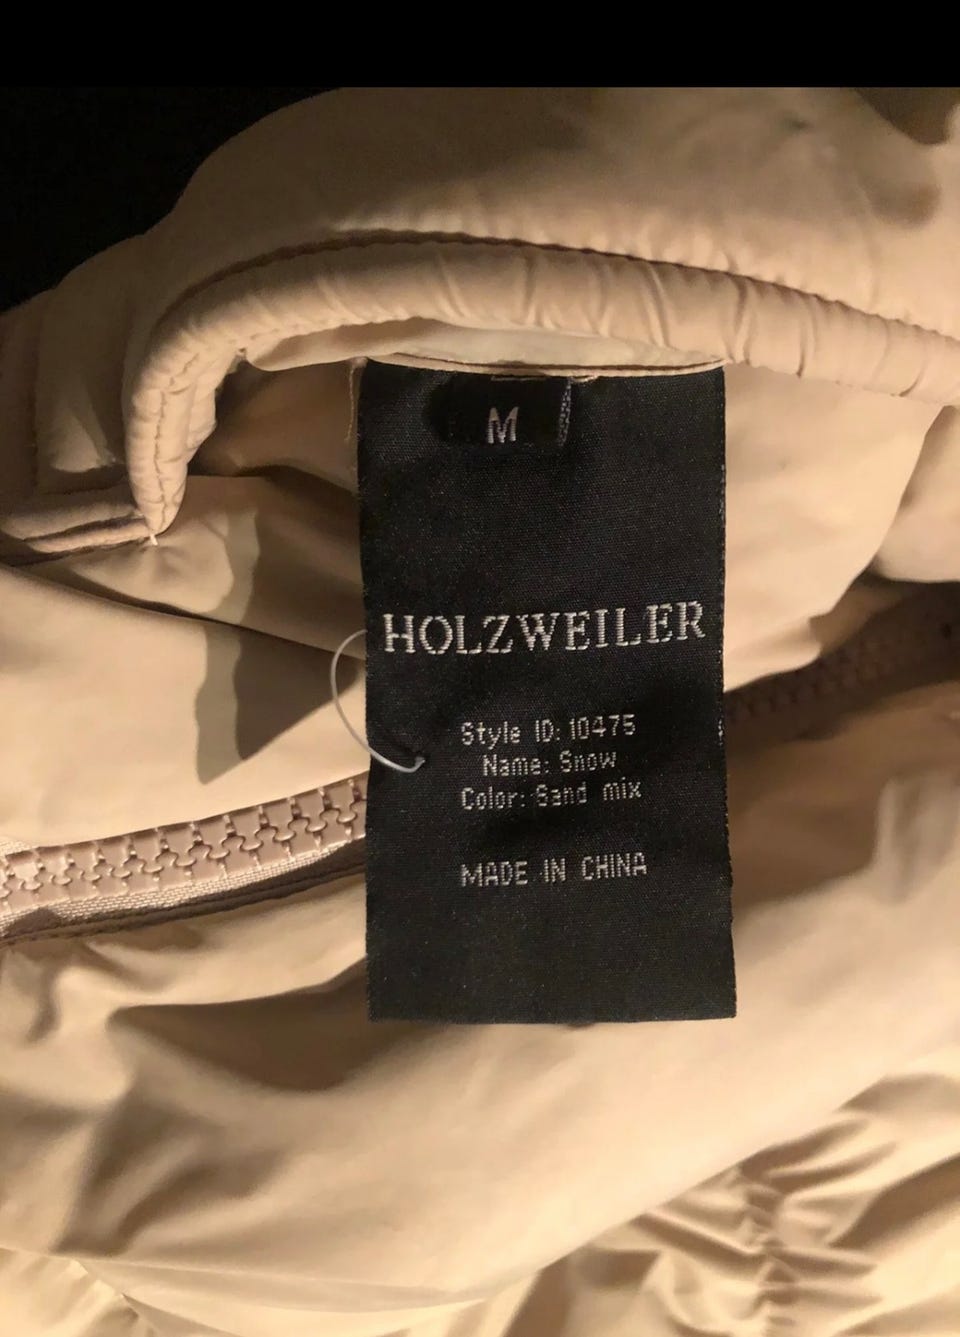 M
HOLZWEILER
Style ID: 10475
Name: Snow
Color: Sand mix
MADE IN CHINA